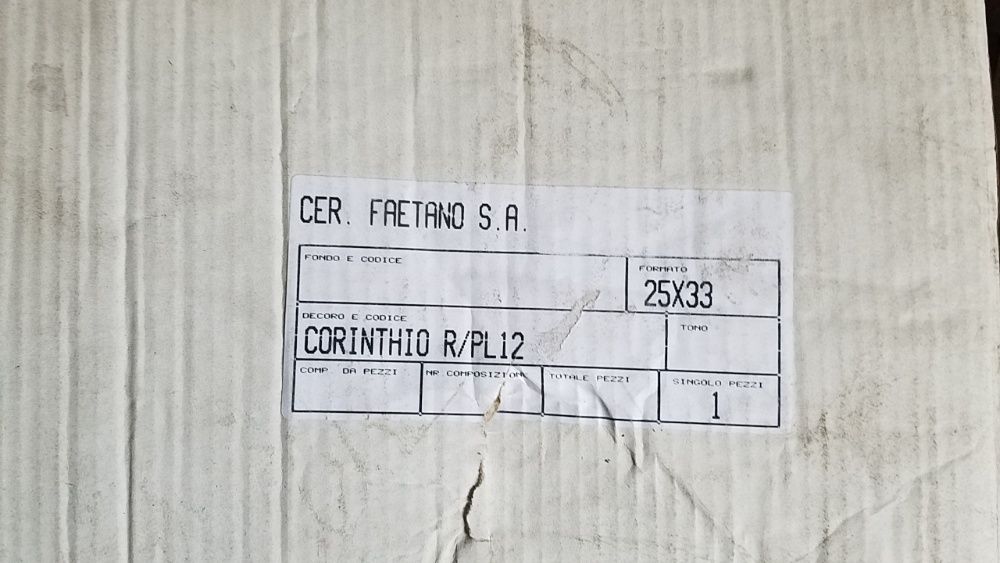 CER. FAETANO S.A.
FONDO E CODICE
FORMATO
25X33
DECORO E CODICE
TONO
CORINTHIO R/PL12
COMP. DA PEZZI
NR.COMPOSIZIONE
TOTALE PEZZI
SINGOLO PEZZI
1